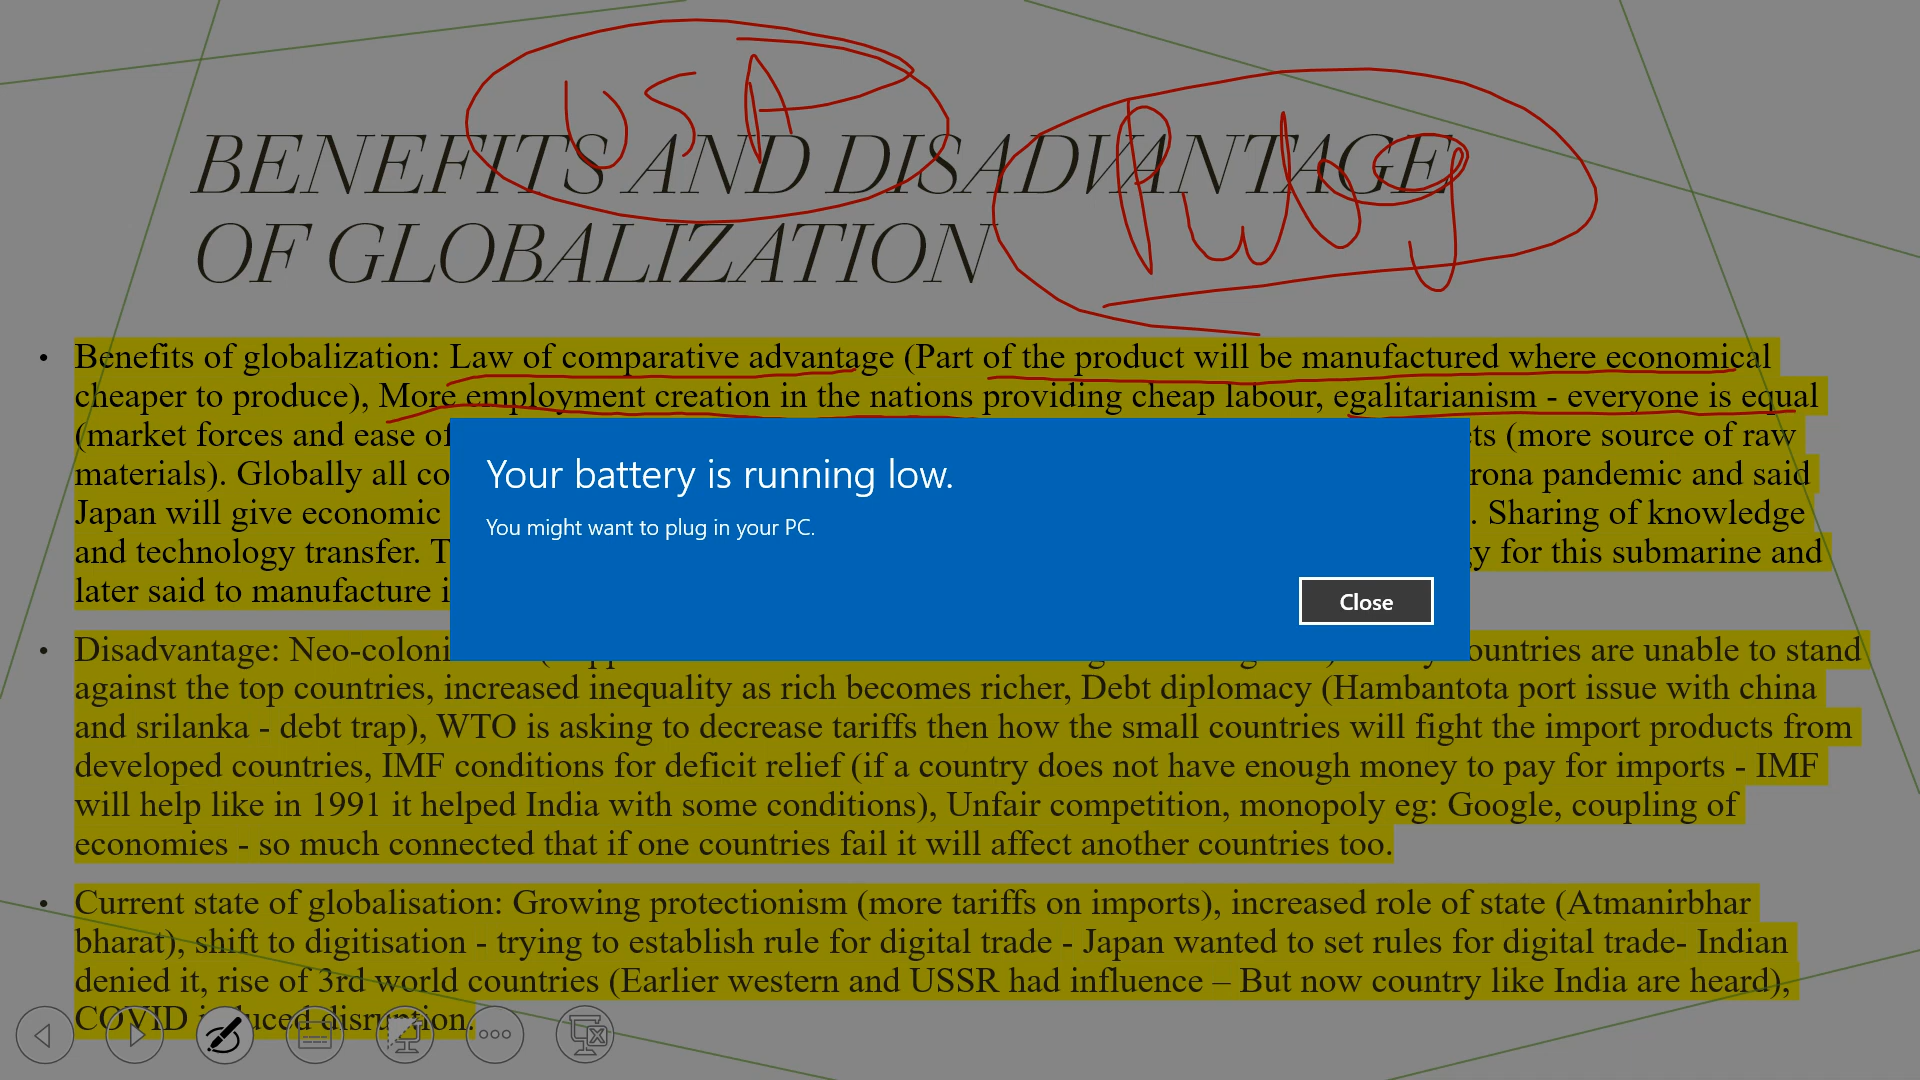 USA
Pubg
BENEFITS AND DISADVANTAGE
OF GLOBALIZATION
• Benefits of globalization: Law of comparative advantage (Part of the product will be manufactured where economical
cheaper to produce), More employment creation in the nations providing cheap labour, egalitarianism - everyone is equal
(market forces and ease of ts (more source of raw
materials). Globally all co rona pandemic and said
Japan will give economic . Sharing of knowledge
and technology transfer. T y for this submarine and
later said to manufacture i
Your battery is running low.
You might want to plug in your PC.
Close
• Disadvantage: Neo-coloni ountries are unable to stand
against the top countries, increased inequality as rich becomes richer, Debt diplomacy (Hambantota port issue with china
and srilanka - debt trap), WTO is asking to decrease tariffs then how the small countries will fight the import products from
developed countries, IMF conditions for deficit relief (if a country does not have enough money to pay for imports - IMF
will help like in 1991 it helped India with some conditions), Unfair competition, monopoly eg: Google, coupling of
economies - so much connected that if one countries fail it will affect another countries too.
• Current state of globalisation: Growing protectionism (more tariffs on imports), increased role of state (Atmanirbhar
bharat), shift to digitisation - trying to establish rule for digital trade - Japan wanted to set rules for digital trade- Indian
denied it, rise of 3rd world countries (Earlier western and USSR had influence – But now country like India are heard),
COVID induced disruption.